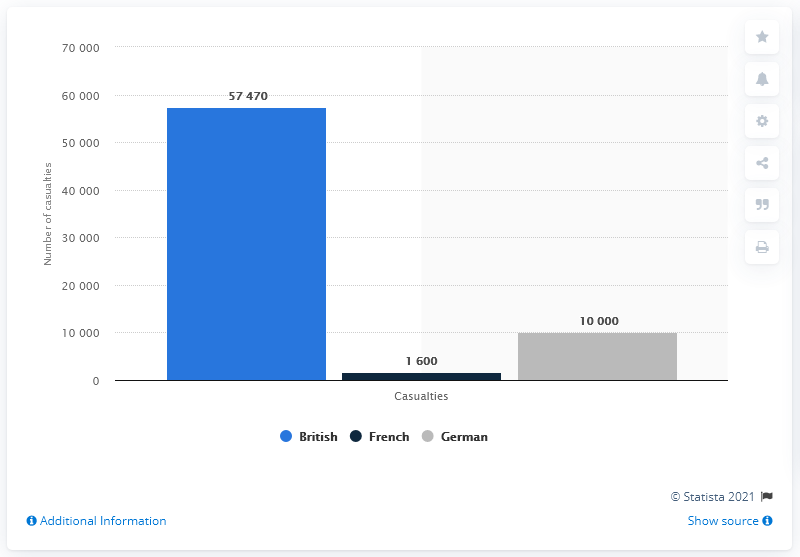 70 000
57 470
60 000
50 000
40 000
30 000
20 000
10 000
10 000
1 600
0
Number of casualties
Casualties
British French German
© Statista 2021
Additional Information
Show source